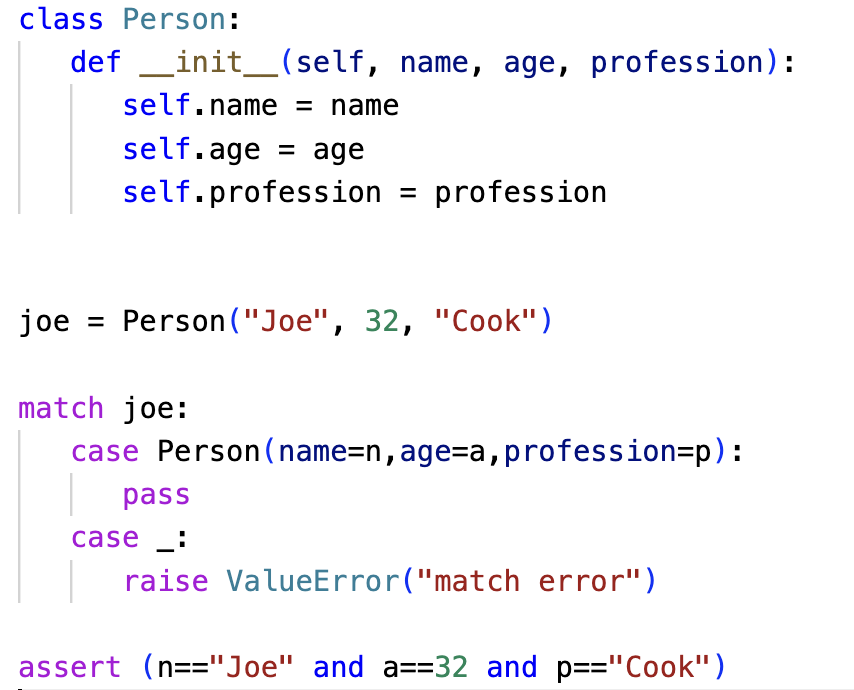 class Person:
   def __init__(self, name, age, profession):
      self.name = name
      self.age = age
      self.profession = profession
joe = Person("Joe", 32, "Cook")
match joe:
   case Person(name=n,age=a,profession=p):
      pass
   case _:
      raise ValueError("match error")
assert (n=="Joe" and a==32 and p=="Cook")